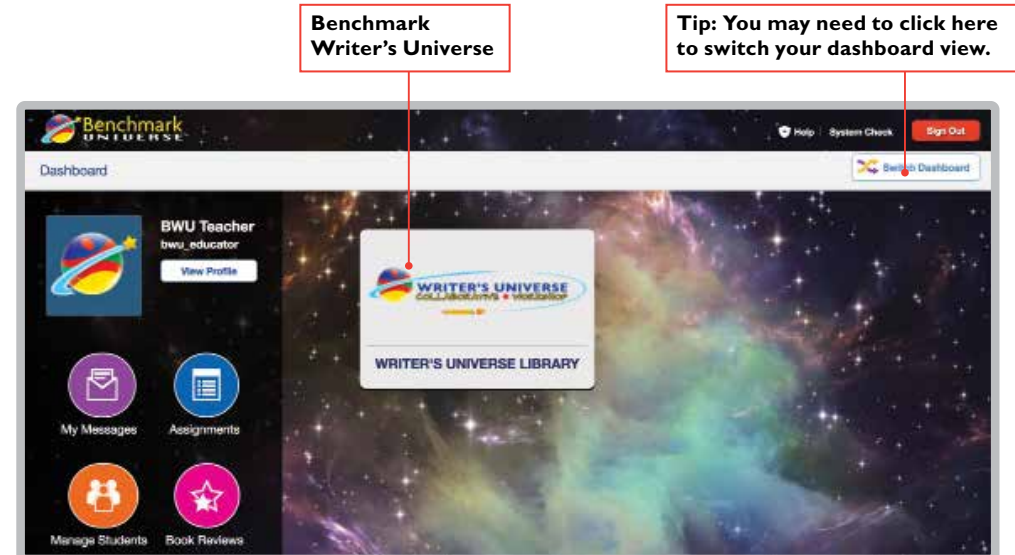 Benchmark
Writer's Universe
Tip: You may need to click here
to switch your dashboard view.
Benchmark
UNIVERSE
Help
System Check
Sign Out
Dashboard
Switch Dashboard
BWU Teacher
bwu_educator
View Profile
WRITER'S UNIVERSE
COLLABORATIVE • WORKSHOP
WRITER'S UNIVERSE LIBRARY
My Messages
Assignments
Manage Students
Book Reviews